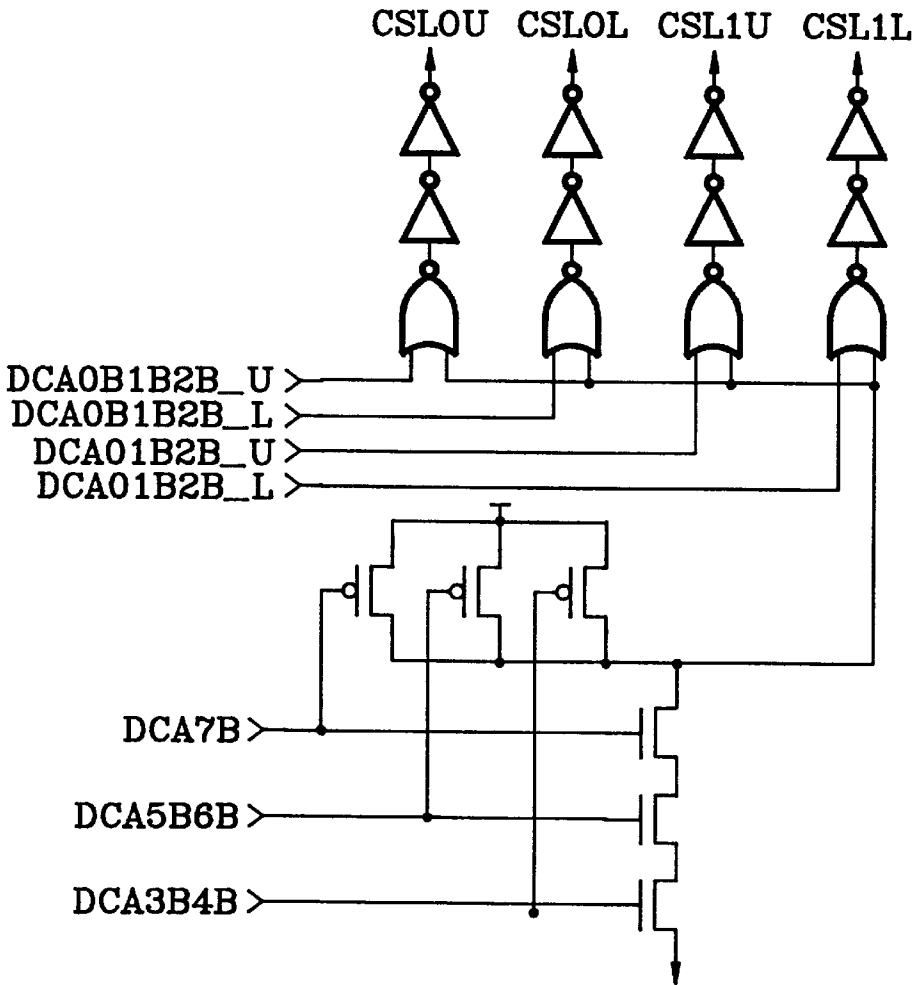 CSL0U CSL0L CSL1U CSL1L
DCA0B1B2B_U
DCA0B1B2B_L
DCA01B2B_U
DCA01B2B_L
DCA7B
DCA5B6B
DCA3B4B